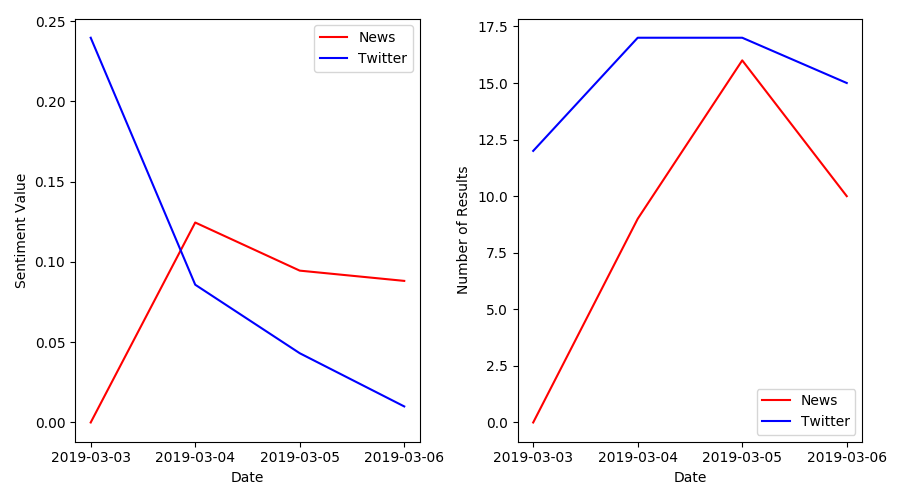 0.25
0.20
0.15
0.10
0.05
0.00
Sentiment Value
News
Twitter
2019-03-03 2019-03-04 2019-03-05 2019-03-06
Date
17.5
15.0
12.5
10.0
7.5
5.0
2.5
0.0
Number of Results
News
Twitter
2019-03-03 2019-03-04 2019-03-05 2019-03-06
Date